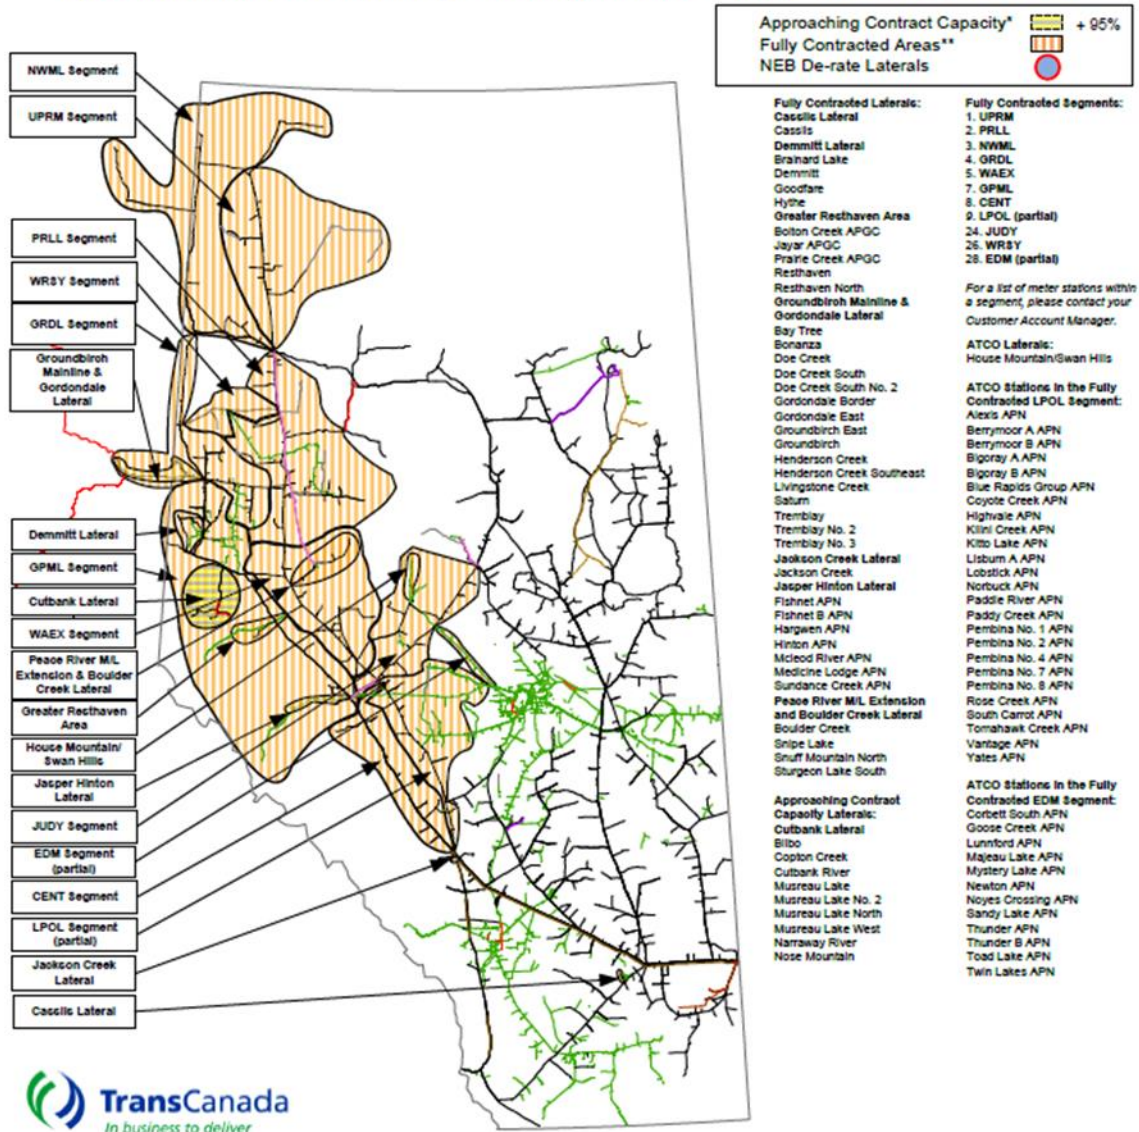 Approaching Contract Capacity* + 95%
Fully Contracted Areas**
NEB De-rate Laterals
NWML Segment
UPRM Segment
PRLL Segment
WRSY Segment
GRDL Segment
Groundbiroh
Mainline &
Gordondale
Lateral
Demmitt Lateral
GPML Segment
Cutbank Lateral
WAEX Segment
Peace River M/L
Extension & Boulder
Creek Lateral
Greater Resthaven
Area
House Mountain/
Swan Hills
Jasper Hinton
Lateral
JUDY Segment
EDM Segment
(partial)
CENT Segment
LPOL Segment
(partial)
Jackson Creek
Lateral
Cassils Lateral
Fully Contracted Laterals:
Cassils Lateral
Cassils
Demmitt Lateral
Brainard Lake
Demmitt
Goodfare
Hythe
Greater Resthaven Area
Bolton Creek APGC
Jayar APGC
Prairie Creek APGC
Resthaven
Resthaven North
Groundbiroh Mainline &
Gordondale Lateral
Bay Tree
Bonanza
Doe Creek
Doe Creek South
Doe Creek South No. 2
Gordondale Border
Gordondale East
Groundbirch East
Groundbirch
Henderson Creek
Henderson Creek Southeast
Livingstone Creek
Saturn
Tremblay
Tremblay No. 2
Tremblay No. 3
Jackson Creek Lateral
Jackson Creek
Jasper Hinton Lateral
Fishnet APN
Fishnet B APN
Hargwen APN
Hinton APN
Mcleod River APN
Medicine Lodge APN
Sundance Creek APN
Peace River M/L Extension
and Boulder Creek Lateral
Boulder Creek
Snipe Lake
Snuff Mountain North
Sturgeon Lake South
Approaching Contract
Capacity Laterals:
Cutbank Lateral
Bilbo
Copton Creek
Cutbank River
Musreau Lake
Musreau Lake No. 2
Musreau Lake North
Musreau Lake West
Narraway River
Nose Mountain
Fully Contracted Segments:
1. UPRM
2. PRLL
3. NWML
4. GRDL
5. WAEX
7. GPML
8. CENT
9. LPOL (partial)
24. JUDY
26. WRSY
28. EDM (partial)
For a list of meter stations within
a segment, please contact your
Customer Account Manager.
ATCO Laterals:
House Mountain/Swan Hills
ATCO Stations in the Fully
Contracted LPOL Segment:
Alexis APN
Berrymoor A APN
Berrymoor B APN
Bigoray A APN
Bigoray B APN
Blue Rapids Group APN
Coyote Creek APN
Highvale APN
Kilini Creek APN
Kitto Lake APN
Lisburn A APN
Lobstick APN
Norbuck APN
Paddle River APN
Paddy Creek APN
Pembina No. 1 APN
Pembina No. 2 APN
Pembina No. 4 APN
Pembina No. 7 APN
Pembina No. 8 APN
Rose Creek APN
South Carrot APN
Tomahawk Creek APN
Vantage APN
Yates APN
ATCO Stations in the Fully
Contracted EDM Segment:
Corbett South APN
Goose Creek APN
Lunnford APN
Majeau Lake APN
Mystery Lake APN
Newton APN
Noyes Crossing APN
Sandy Lake APN
Thunder APN
Thunder B APN
Toad Lake APN
Twin Lakes APN
TransCanada
In business to deliver